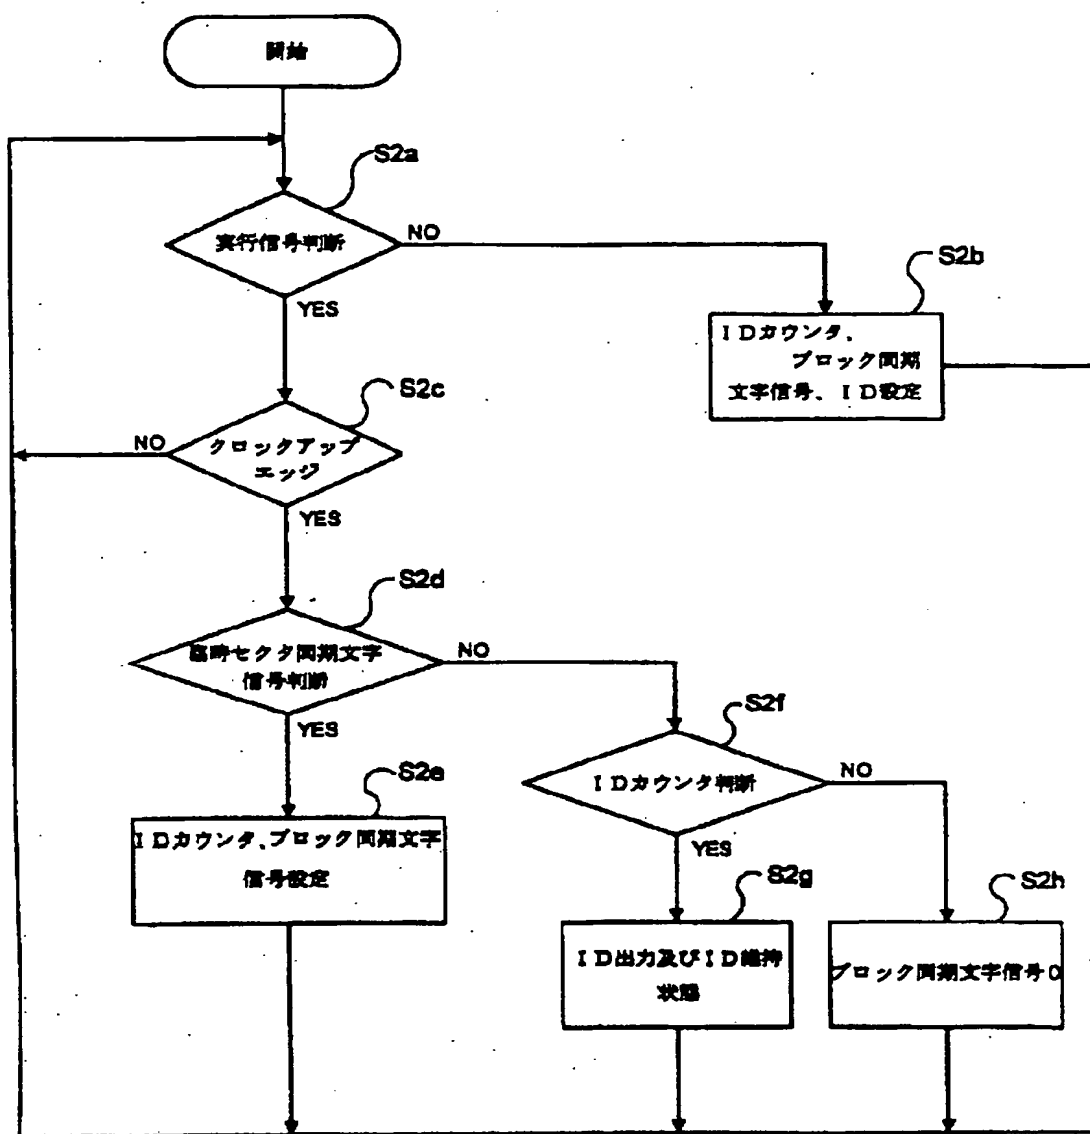 開始
S2a
実行信号判断
NO
YES
S2b
IDカウンタ、
ブロック同期
文字信号、ID設定
S2c
NO
クロックアップ
エッジ
YES
S2d
臨時セクタ同期文字
信号判断
NO
YES
S2f
IDカウンタ判断
NO
YES
S2e
IDカウンタ、ブロック同期文字
信号設定
S2g
ID出力及びID維持
状態
S2h
ブロック同期文字信号0